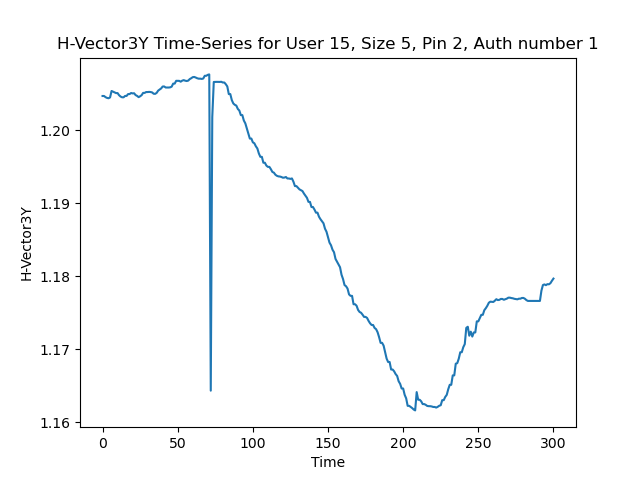 H-Vector3Y Time-Series for User 15, Size 5, Pin 2, Auth number 1
H-Vector3Y
1.20
1.19
1.18
1.17
1.16
0 50 100 150 200 250 300
Time